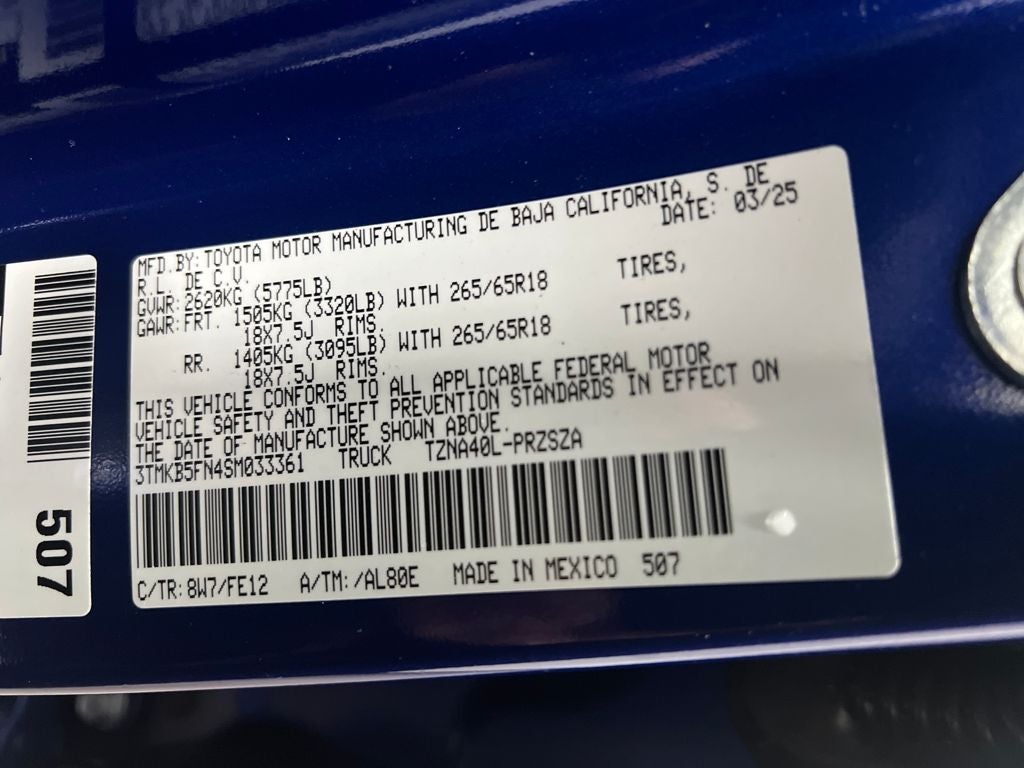 MFD.BY:TOYOTA MOTOR MANUFACTURING DE BAJA CALIFORNIA, S. DE
R.L. DE C.V. DATE: 03/25
GVWR:2620KG (5775LB)
GAWR:FRT. 1505KG (3320LB) WITH 265/65R18 TIRES,
18X7.5J RIMS.
RR. 1405KG (3095LB) WITH 265/65R18 TIRES,
18X7.5J RIMS.
THIS VEHICLE CONFORMS TO ALL APPLICABLE FEDERAL MOTOR
VEHICLE SAFETY AND THEFT PREVENTION STANDARDS IN EFFECT ON
THE DATE OF MANUFACTURE SHOWN ABOVE.
3TMKB5FN4SM033361 TRUCK TZNA40L-PRZSZA
C/TR:8W7/FE12 A/TM:/AL80E MADE IN MEXICO 507
507